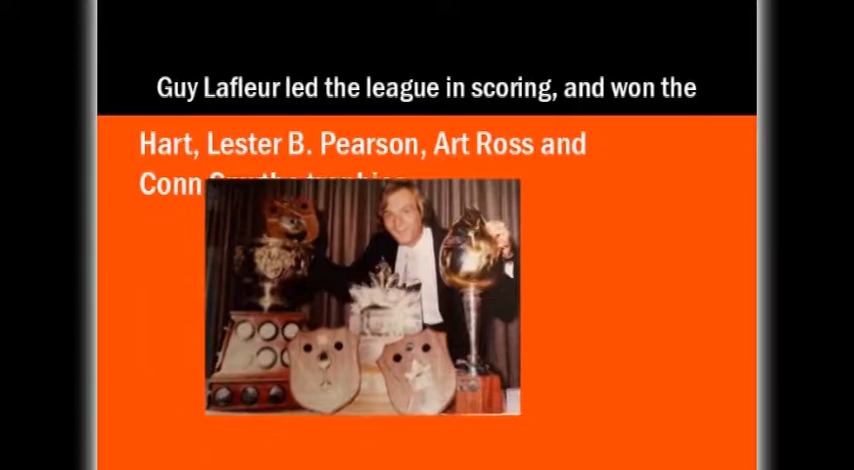 Guy Lafleur led the league in scoring, and won the
Hart, Lester B. Pearson, Art Ross and
Conn